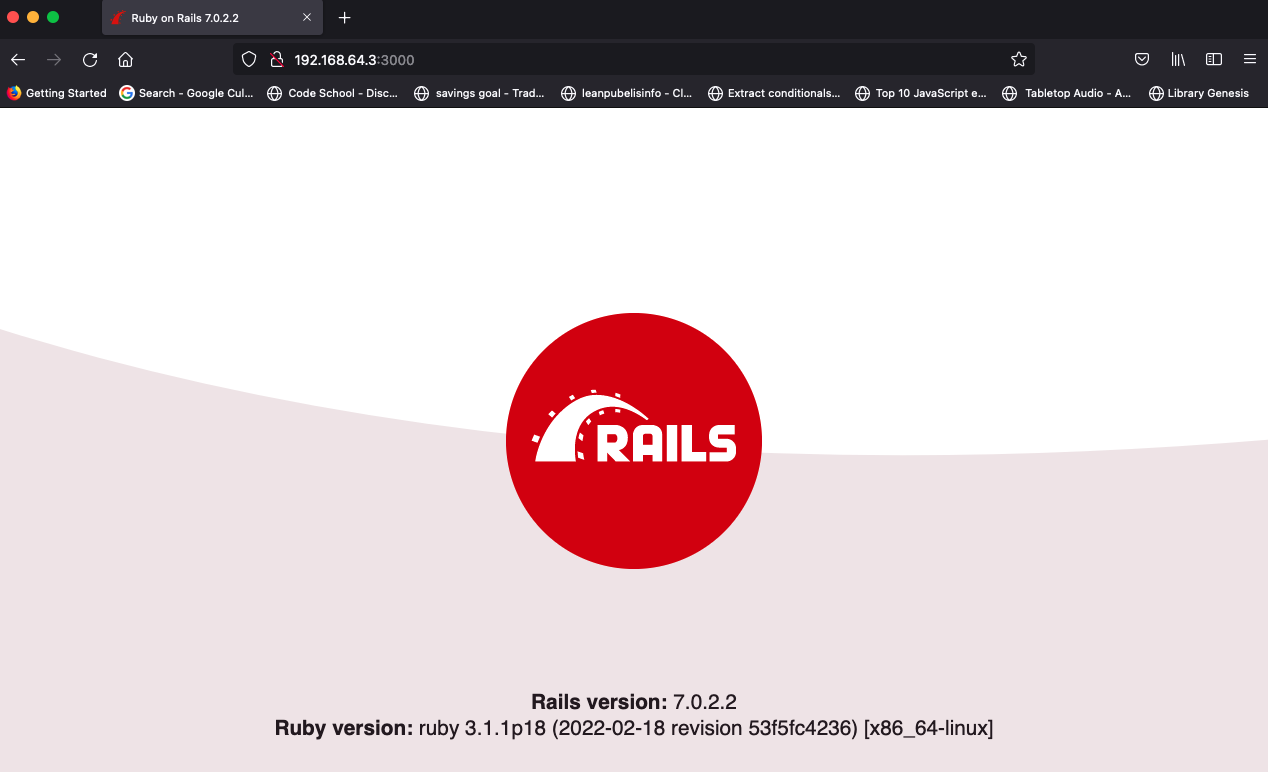 Ruby on Rails 7.0.2.2
192.168.64.3:3000
Getting Started
Search - Google Cul...
Code School - Disc...
savings goal - Trad...
leanpubelisinfo - Cl...
Extract conditionals...
Top 10 JavaScript e...
Tabletop Audio - A...
Library Genesis
RAILS
Rails version: 7.0.2.2
Ruby version: ruby 3.1.1p18 (2022-02-18 revision 53f5fc4236) [x86_64-linux]